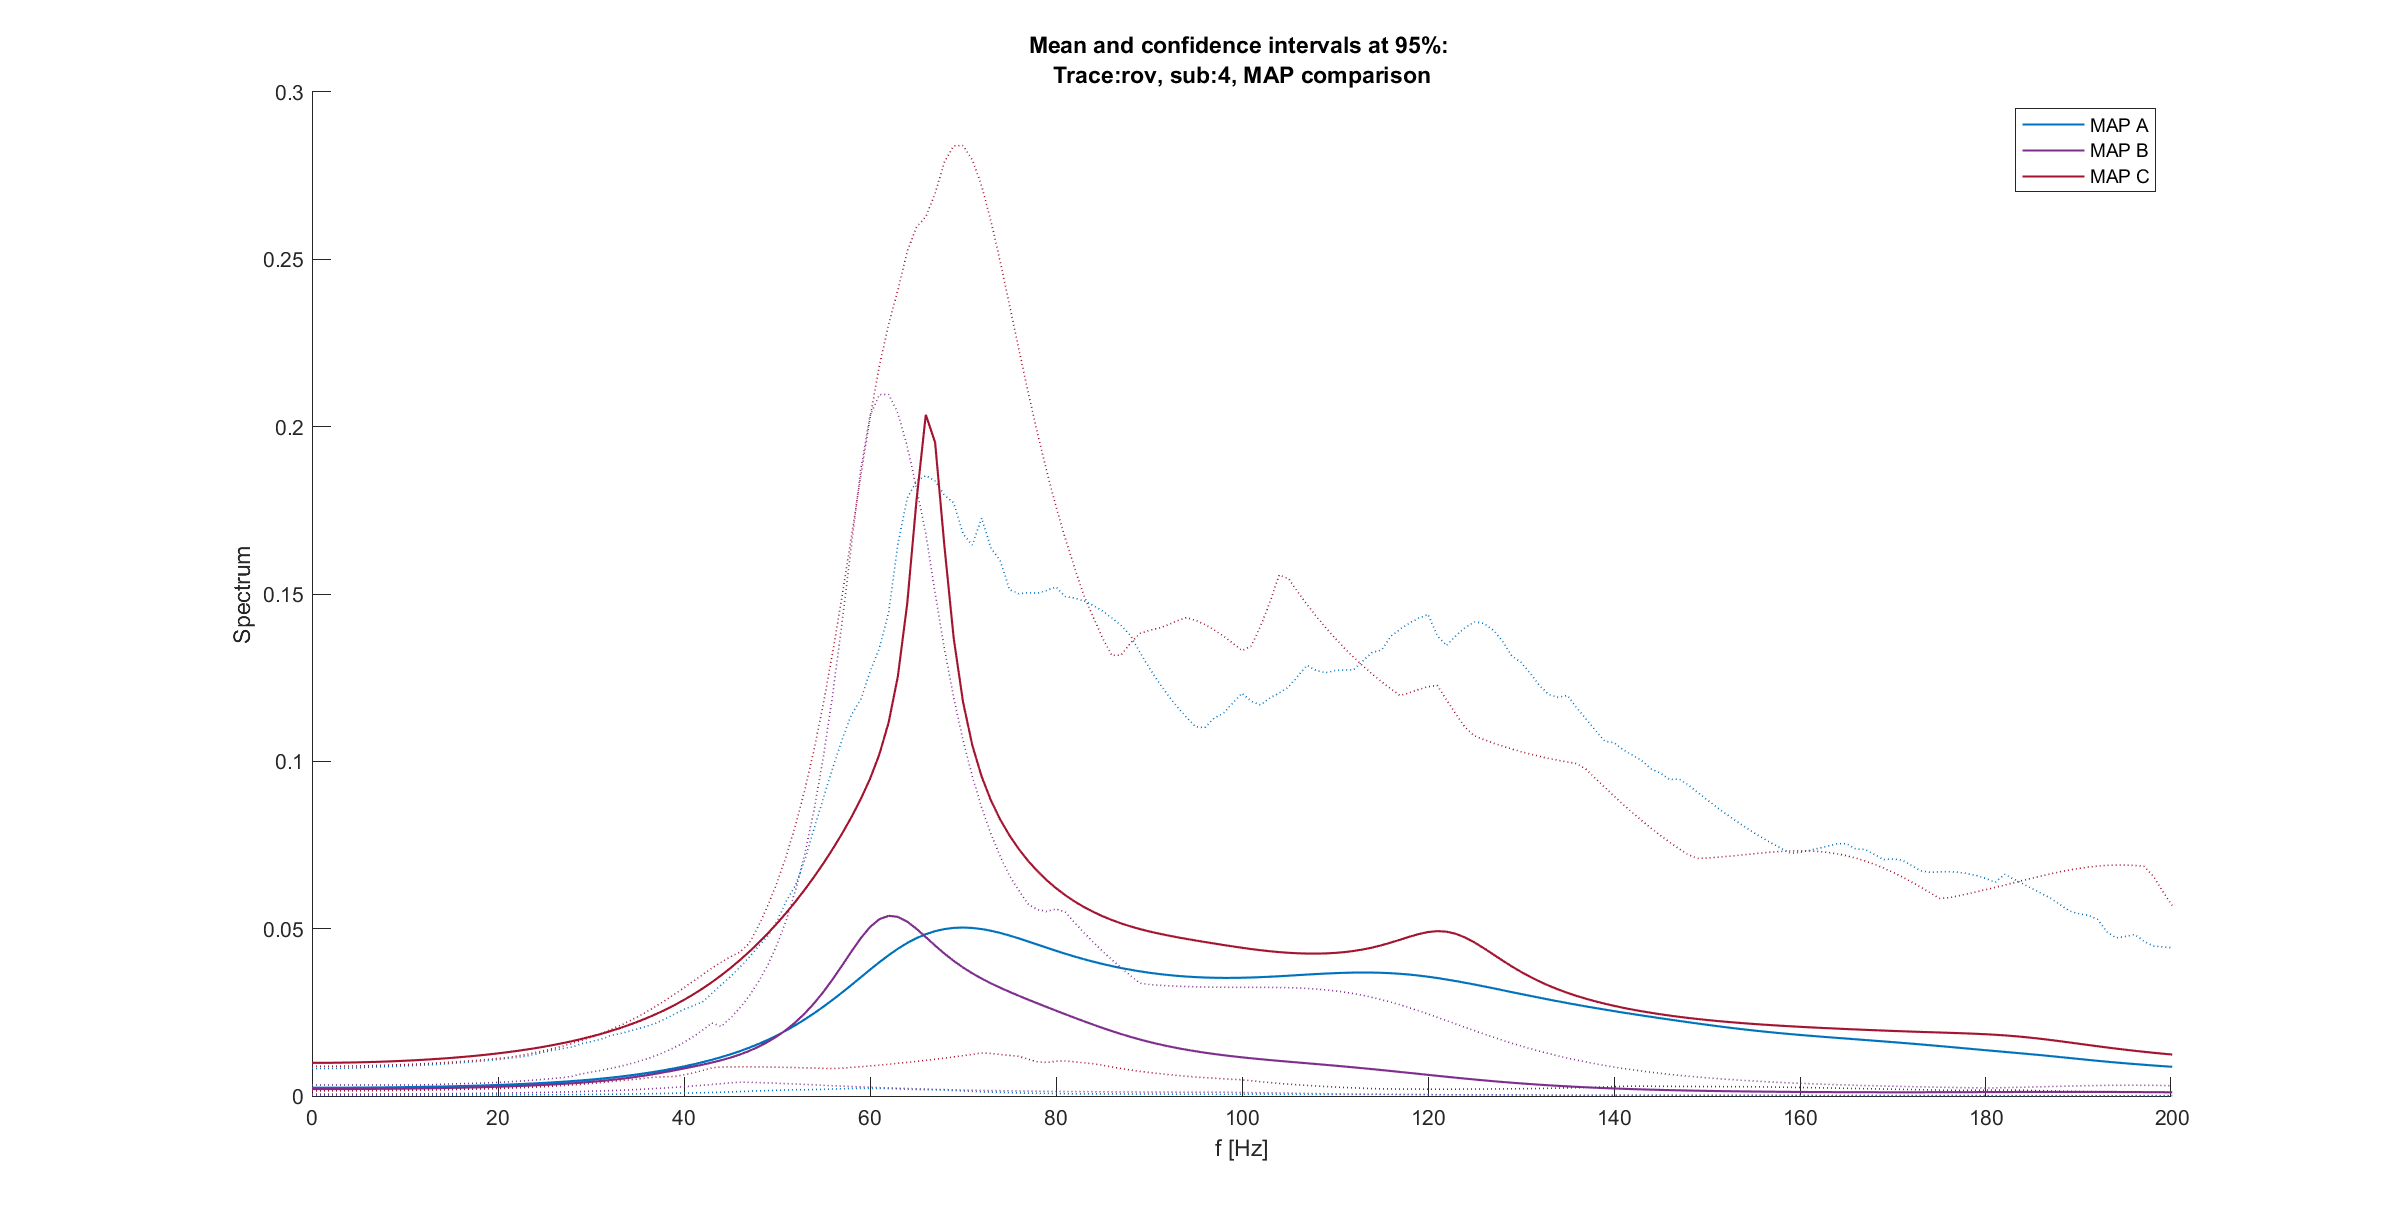 Mean and confidence intervals at 95%:
Trace:rov, sub:4, MAP comparison
MAP A
MAP B
MAP C
Spectrum
0.3
0.25
0.2
0.15
0.1
0.05
0
0 20 40 60 80 100 120 140 160 180 200
f [Hz]